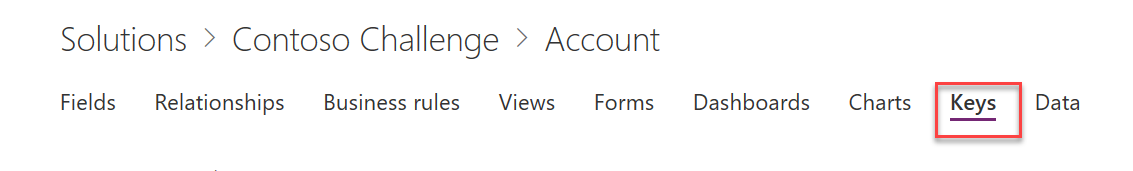 Solutions > Contoso Challenge > Account
Fields Relationships Business rules Views Forms Dashboards Charts Keys Data